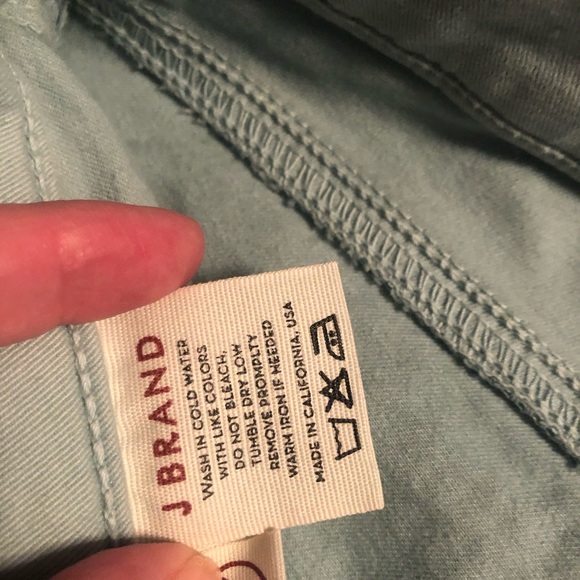 J BRAND
WASH IN COLD WATER
WITH LIKE COLORS
DO NOT BLEACH,
TUMBLE DRY LOW
REMOVE PROMPLTY
WARM IRON IF NEEDED
MADE IN CALIFORNIA, USA